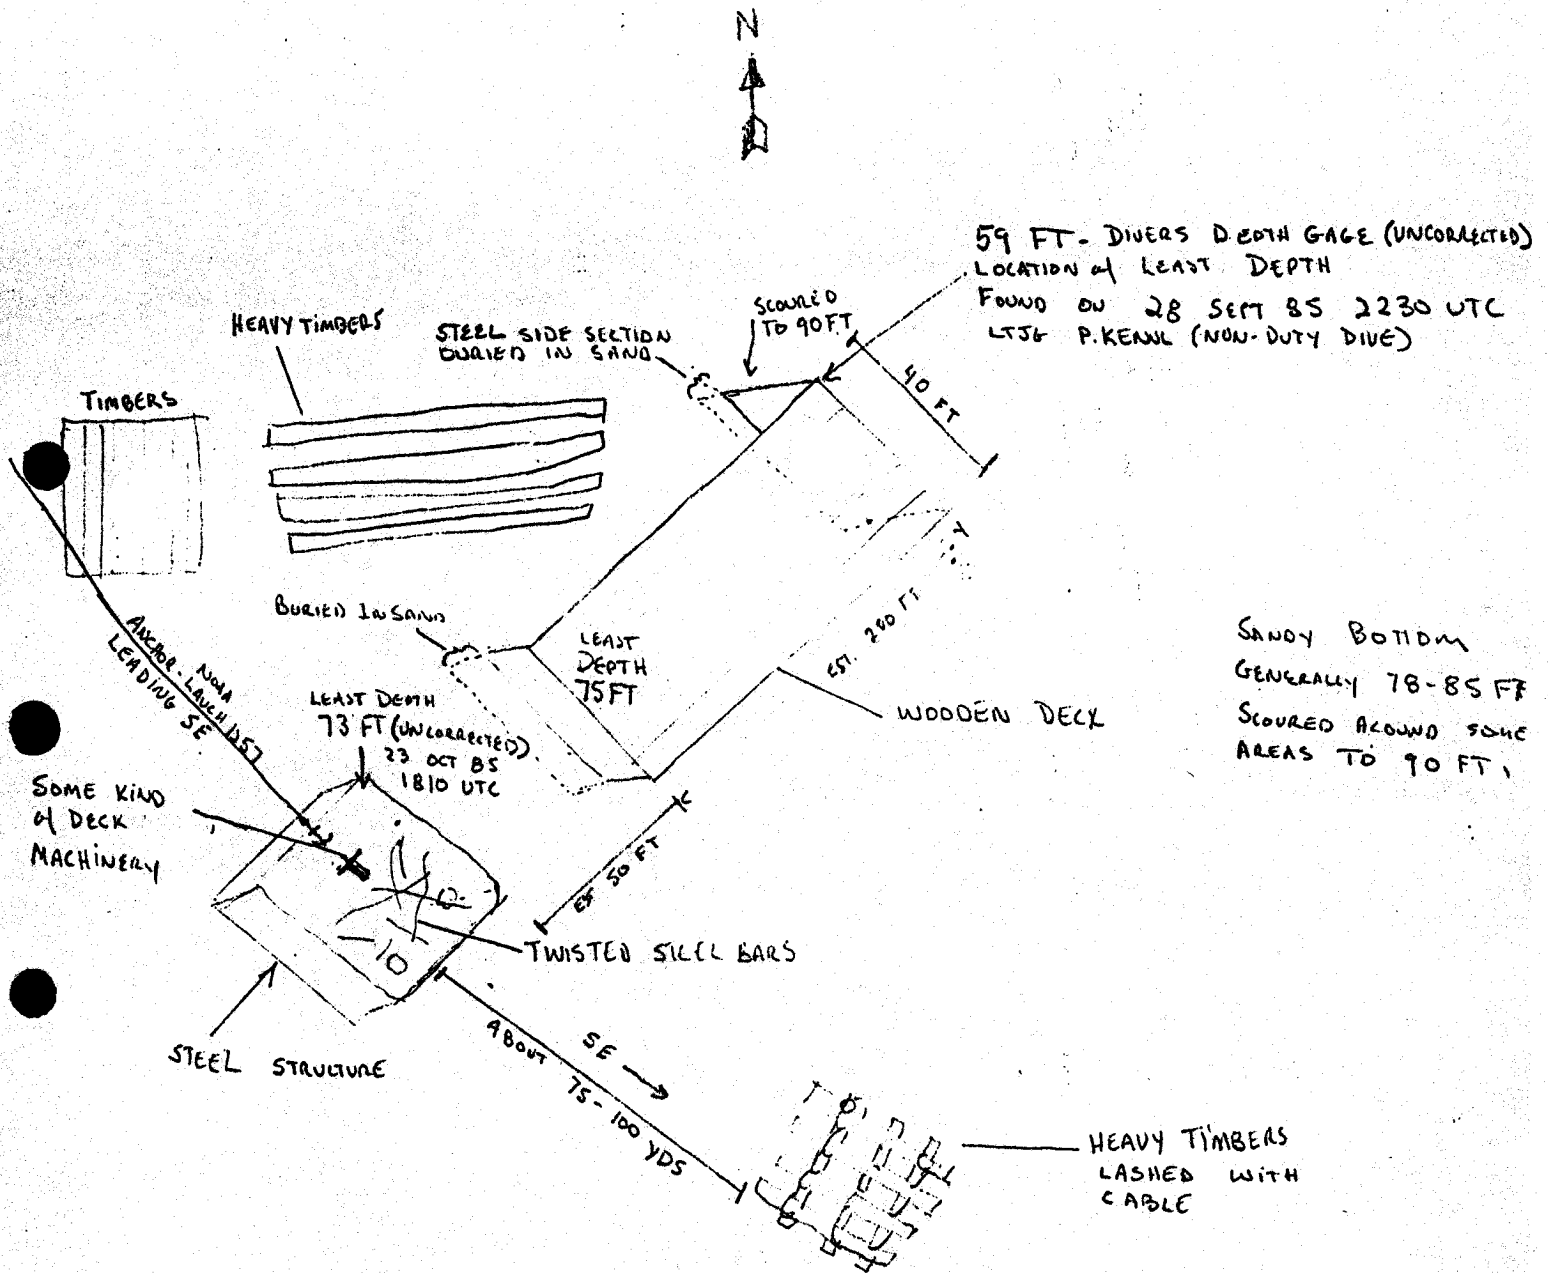 N
59 FT- DIVERS DEPTH GAGE (UNCORRECTED)
LOCATION of LEAST DEPTH
FOUND ON 28 SEPT 85 2230 UTC
LTJG P. KENUL (NON-DUTY DIVE)
SCOURED
TO 90 FT
40 FT
HEAVY TIMBERS
STEEL SIDE SECTION
BURIED IN SAND
TIMBERS
BURIED IN SAND
LEAST
DEPTH
75 FT
EST. 200 FT
WOODEN DECK
SANDY BOTTOM
GENERALLY 78-85 FT
SCOURED AROUND SOME
AREAS TO 90 FT.
ANCHOR - NOAA
LAUNCH 1257
LEADING SE
LEAST DEPTH
73 FT (UNCORRECTED)
23 OCT 85
1810 UTC
SOME KIND
of DECK
MACHINERY
EST 50 FT
TWISTED STEEL BARS
STEEL STRUCTURE
SE
ABOUT 75-100 YDS
HEAVY TIMBERS
LASHED WITH
CABLE